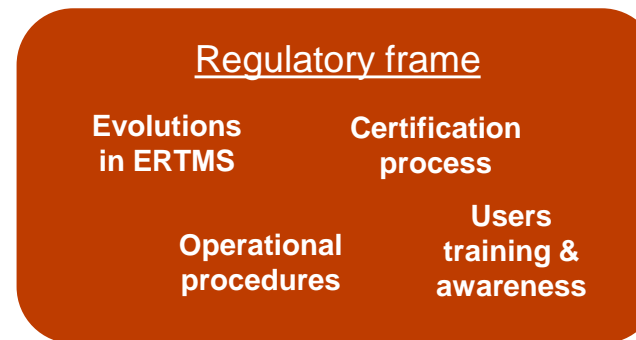 Regulatory frame
Evolutions
in ERTMS
Certification
process
Operational
procedures
Users
training &
awareness